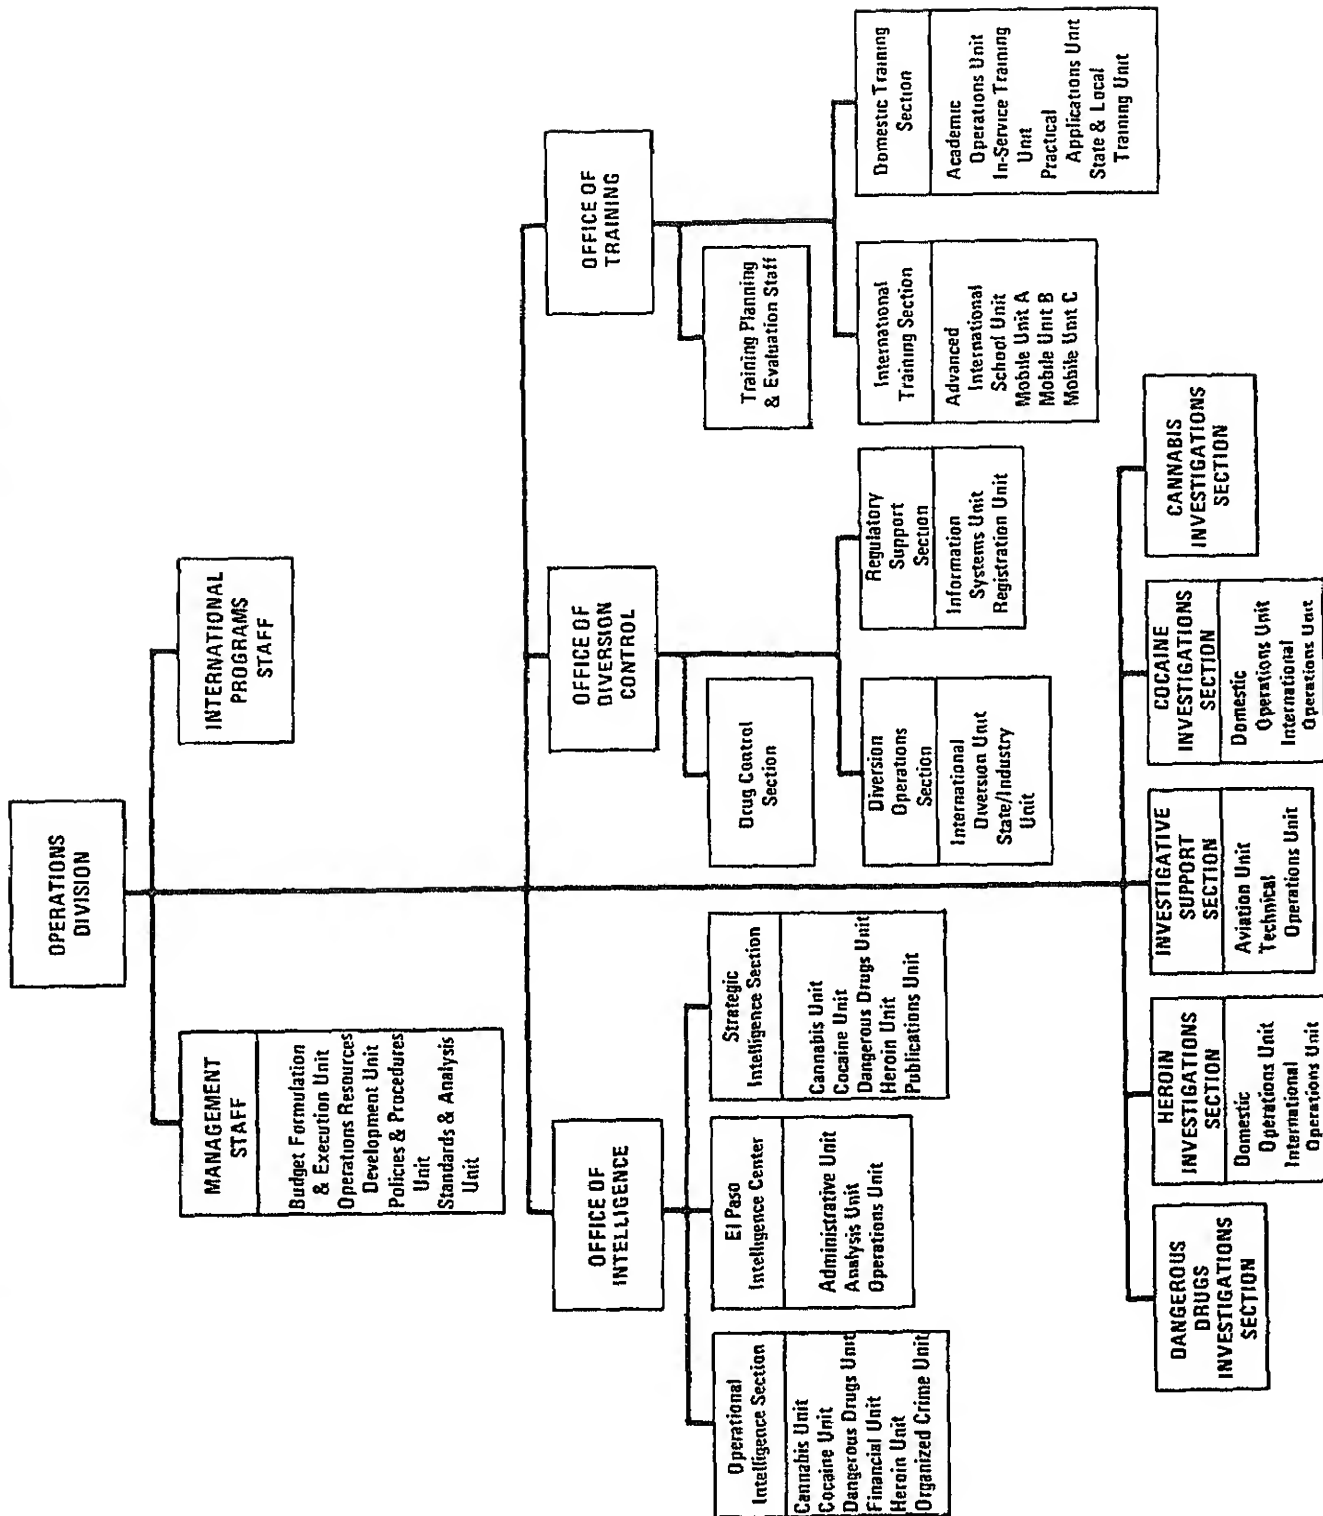 OPERATIONS
DIVISION
MANAGEMENT
STAFF
Budget Formulation
& Execution Unit
Operations Resources
Development Unit
Policies & Procedures
Unit
Standards & Analysis
Unit
INTERNATIONAL
PROGRAMS
STAFF
OFFICE OF
INTELLIGENCE
OFFICE OF
DIVERSION
CONTROL
OFFICE OF
TRAINING
Operational
Intelligence Section
Cannabis Unit
Cocaine Unit
Dangerous Drugs Unit
Financial Unit
Heroin Unit
Organized Crime Unit
El Paso
Intelligence Center
Administrative Unit
Analysis Unit
Operations Unit
Strategic
Intelligence Section
Cannabis Unit
Cocaine Unit
Dangerous Drugs Unit
Heroin Unit
Publications Unit
Drug Control
Section
Diversion
Operations
Section
International
Diversion Unit
State/Industry
Unit
Regulatory
Support
Section
Information
Systems Unit
Registration Unit
Training Planning
& Evaluation Staff
International
Training Section
Advanced
International
School Unit
Mobile Unit A
Mobile Unit B
Mobile Unit C
Domestic Training
Section
Academic
Operations Unit
In-Service Training
Unit
Practical
Applications Unit
State & Local
Training Unit
DANGEROUS
DRUGS
INVESTIGATIONS
SECTION
HEROIN
INVESTIGATIONS
SECTION
Domestic
Operations Unit
International
Operations Unit
INVESTIGATIVE
SUPPORT
SECTION
Aviation Unit
Technical
Operations Unit
COCAINE
INVESTIGATIONS
SECTION
Domestic
Operations Unit
International
Operations Unit
CANNABIS
INVESTIGATIONS
SECTION